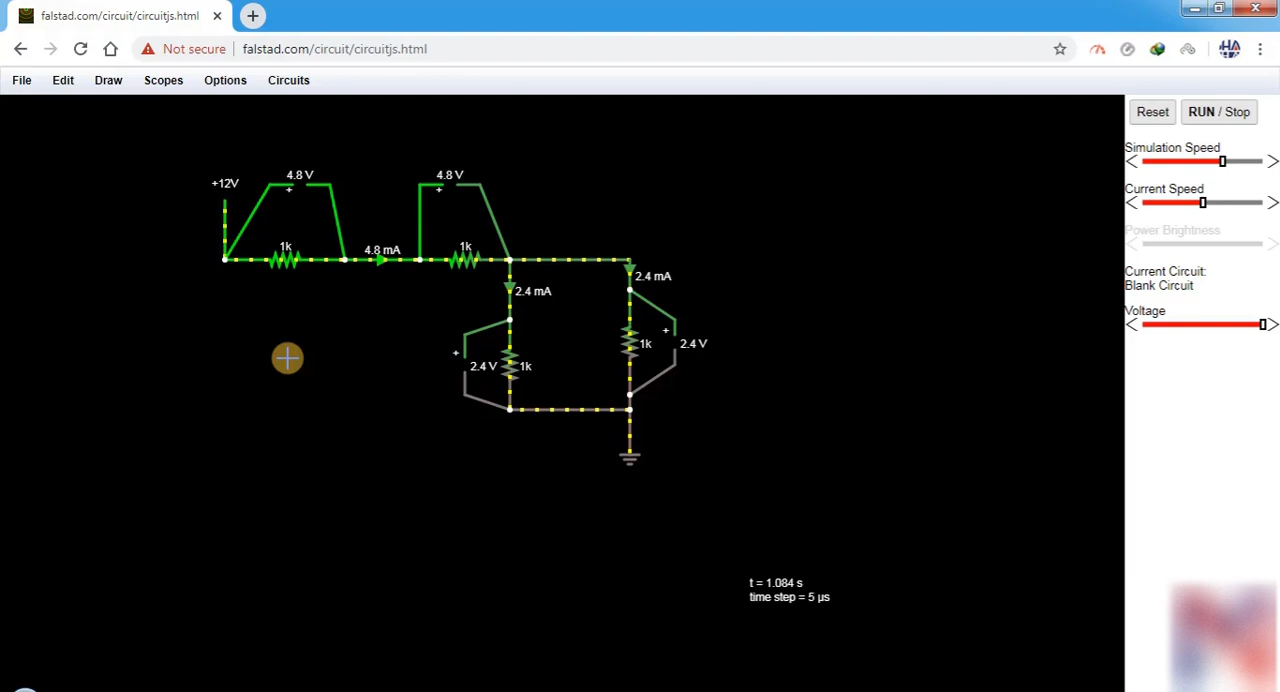 falstad.com/circuit/circuitjs.html
Not secure falstad.com/circuit/circuitjs.html
File Edit Draw Scopes Options Circuits
Reset RUN / Stop
Simulation Speed
Current Speed
Power Brightness
Current Circuit:
Blank Circuit
Voltage
+12V
4.8 V
+
4.8 V
+
1k
4.8 mA
1k
2.4 mA
2.4 mA
+
2.4 V
1k
+
1k
2.4 V
t = 1.084 s
time step = 5 µs